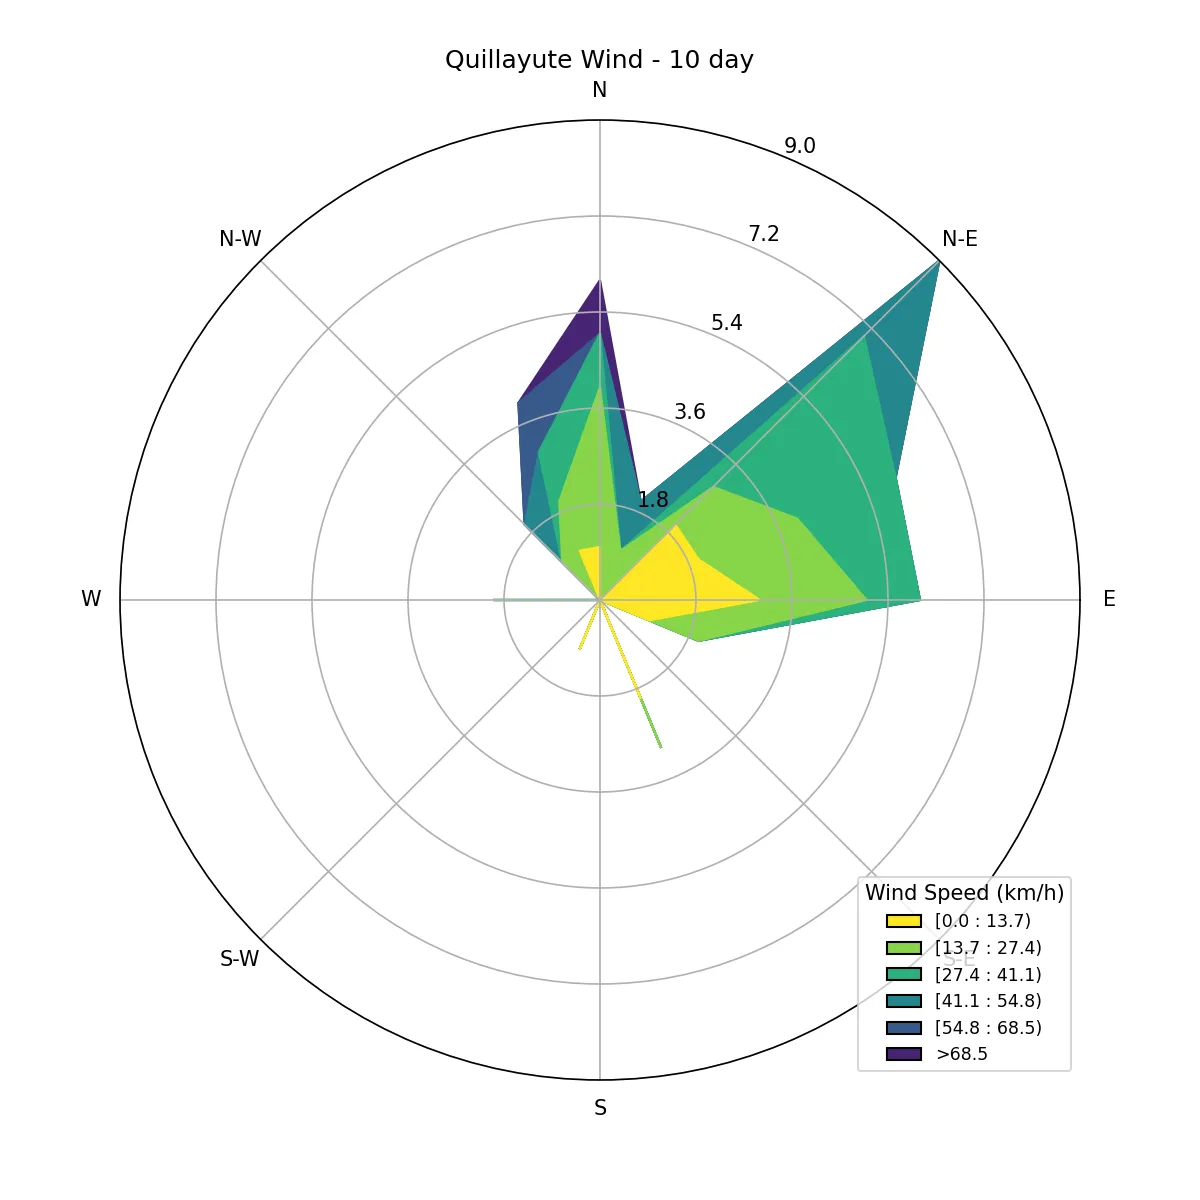 Quillayute Wind - 10 day
N
9.0
7.2
N-W
N-E
5.4
3.6
1.8
W
E
Wind Speed (km/h)
[0.0 : 13.7)
[13.7 : 27.4)
S-W
S-E
[27.4 : 41.1)
[41.1 : 54.8)
[54.8 : 68.5)
>68.5
S